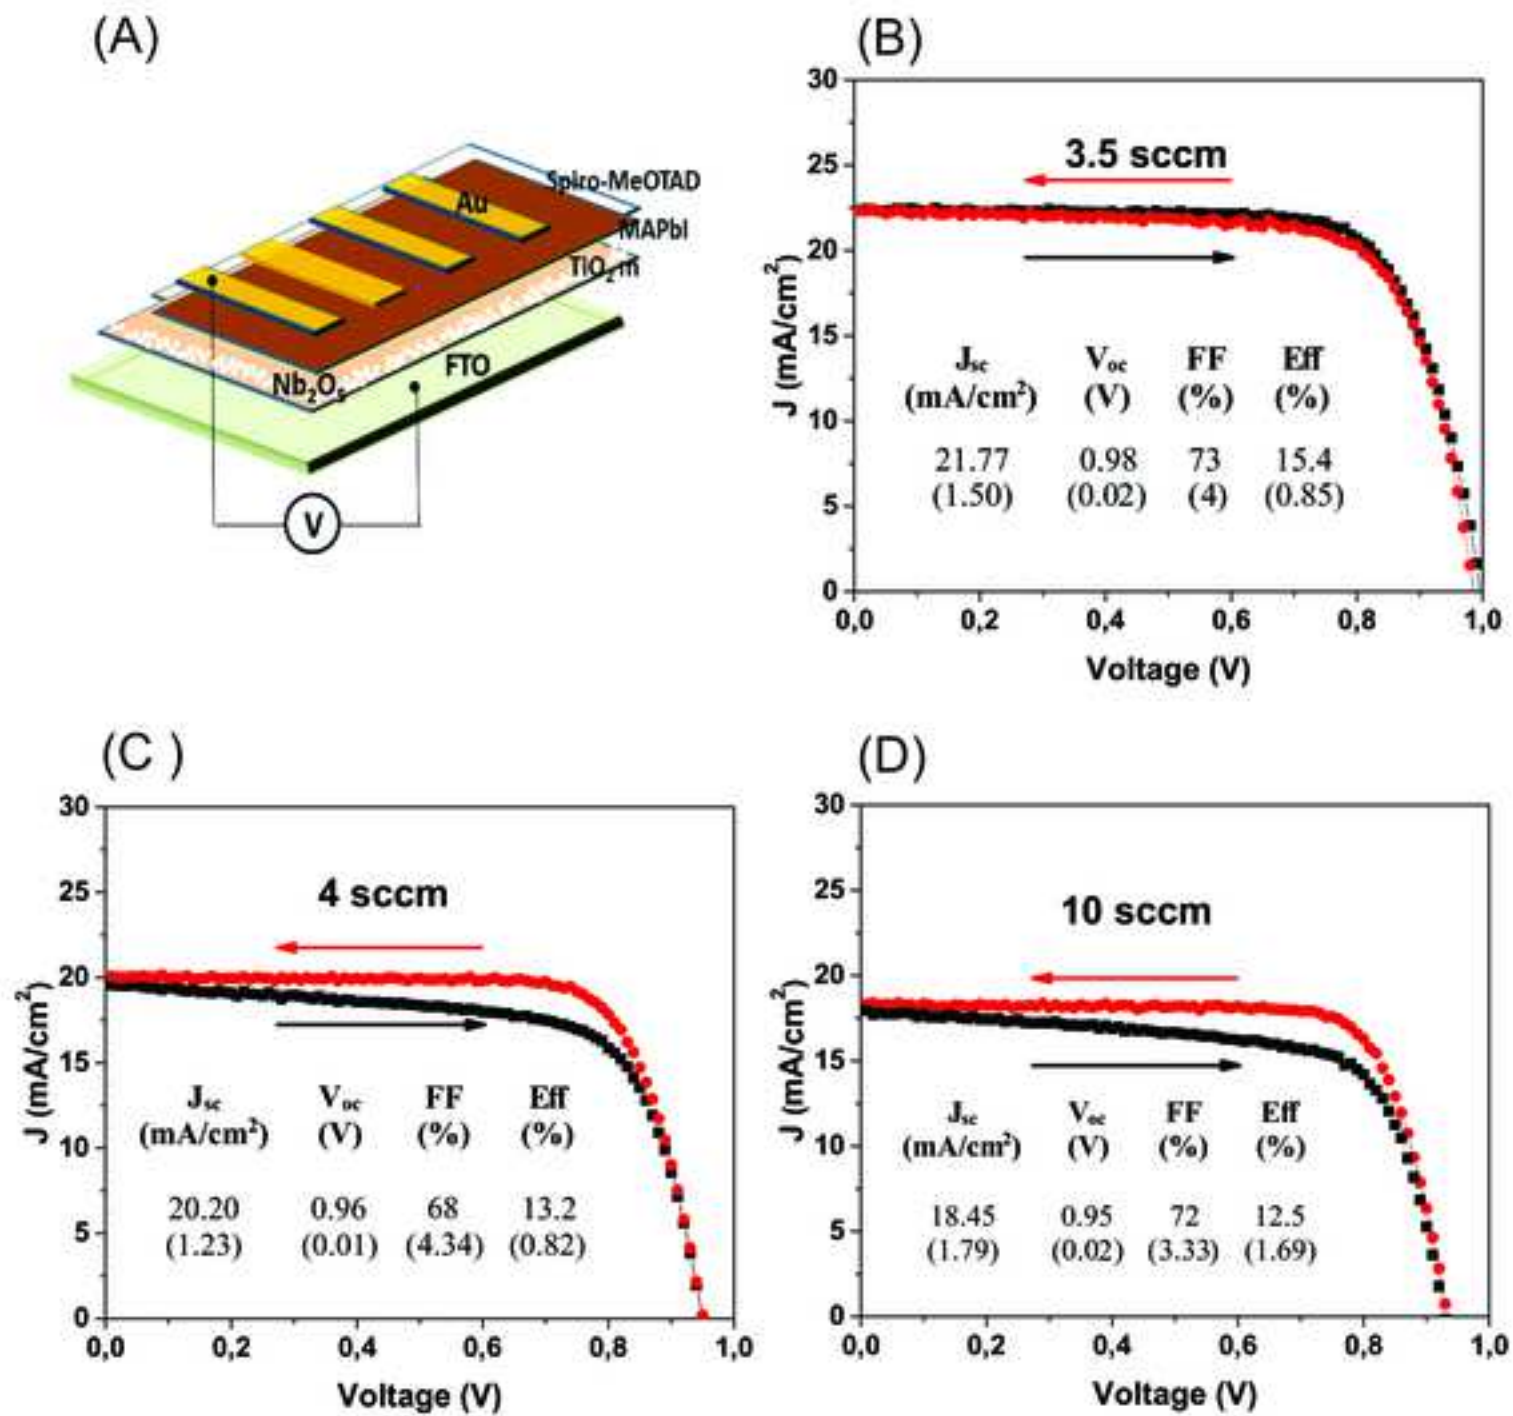 (A)
Spiro-MeOTAD
Au
MAPbI
TiO₂ m
FTO
Nb₂O₅
V
(B)
30
25
20
15
10
5
0
J (mA/cm²)
3.5 sccm
Jsc Voc FF Eff
(mA/cm²) (V) (%) (%)
21.77 0.98 73 15.4
(1.50) (0.02) (4) (0.85)
0,0 0,2 0,4 0,6 0,8 1,0
Voltage (V)
(C )
30
25
20
15
10
5
0
J (mA/cm²)
4 sccm
Jsc Voc FF Eff
(mA/cm²) (V) (%) (%)
20.20 0.96 68 13.2
(1.23) (0.01) (4.34) (0.82)
0,0 0,2 0,4 0,6 0,8 1,0
Voltage (V)
(D)
30
25
20
15
10
5
0
J (mA/cm²)
10 sccm
Jsc Voc FF Eff
(mA/cm²) (V) (%) (%)
18.45 0.95 72 12.5
(1.79) (0.02) (3.33) (1.69)
0,0 0,2 0,4 0,6 0,8 1,0
Voltage (V)